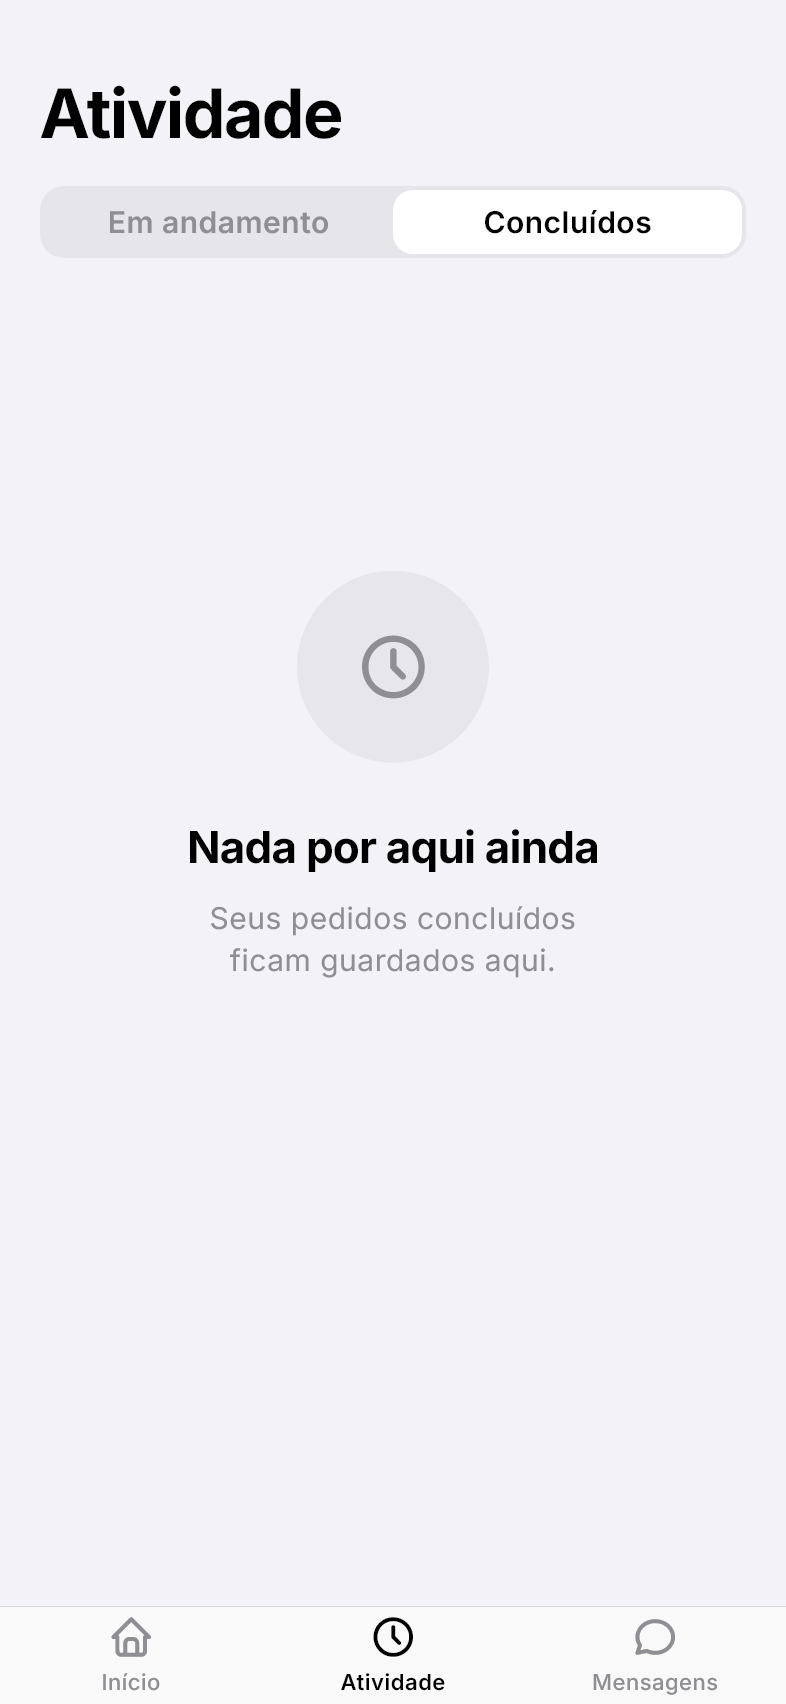 Atividade
Em andamento
Concluídos
Nada por aqui ainda
Seus pedidos concluídos
ficam guardados aqui.
Início
Atividade
Mensagens